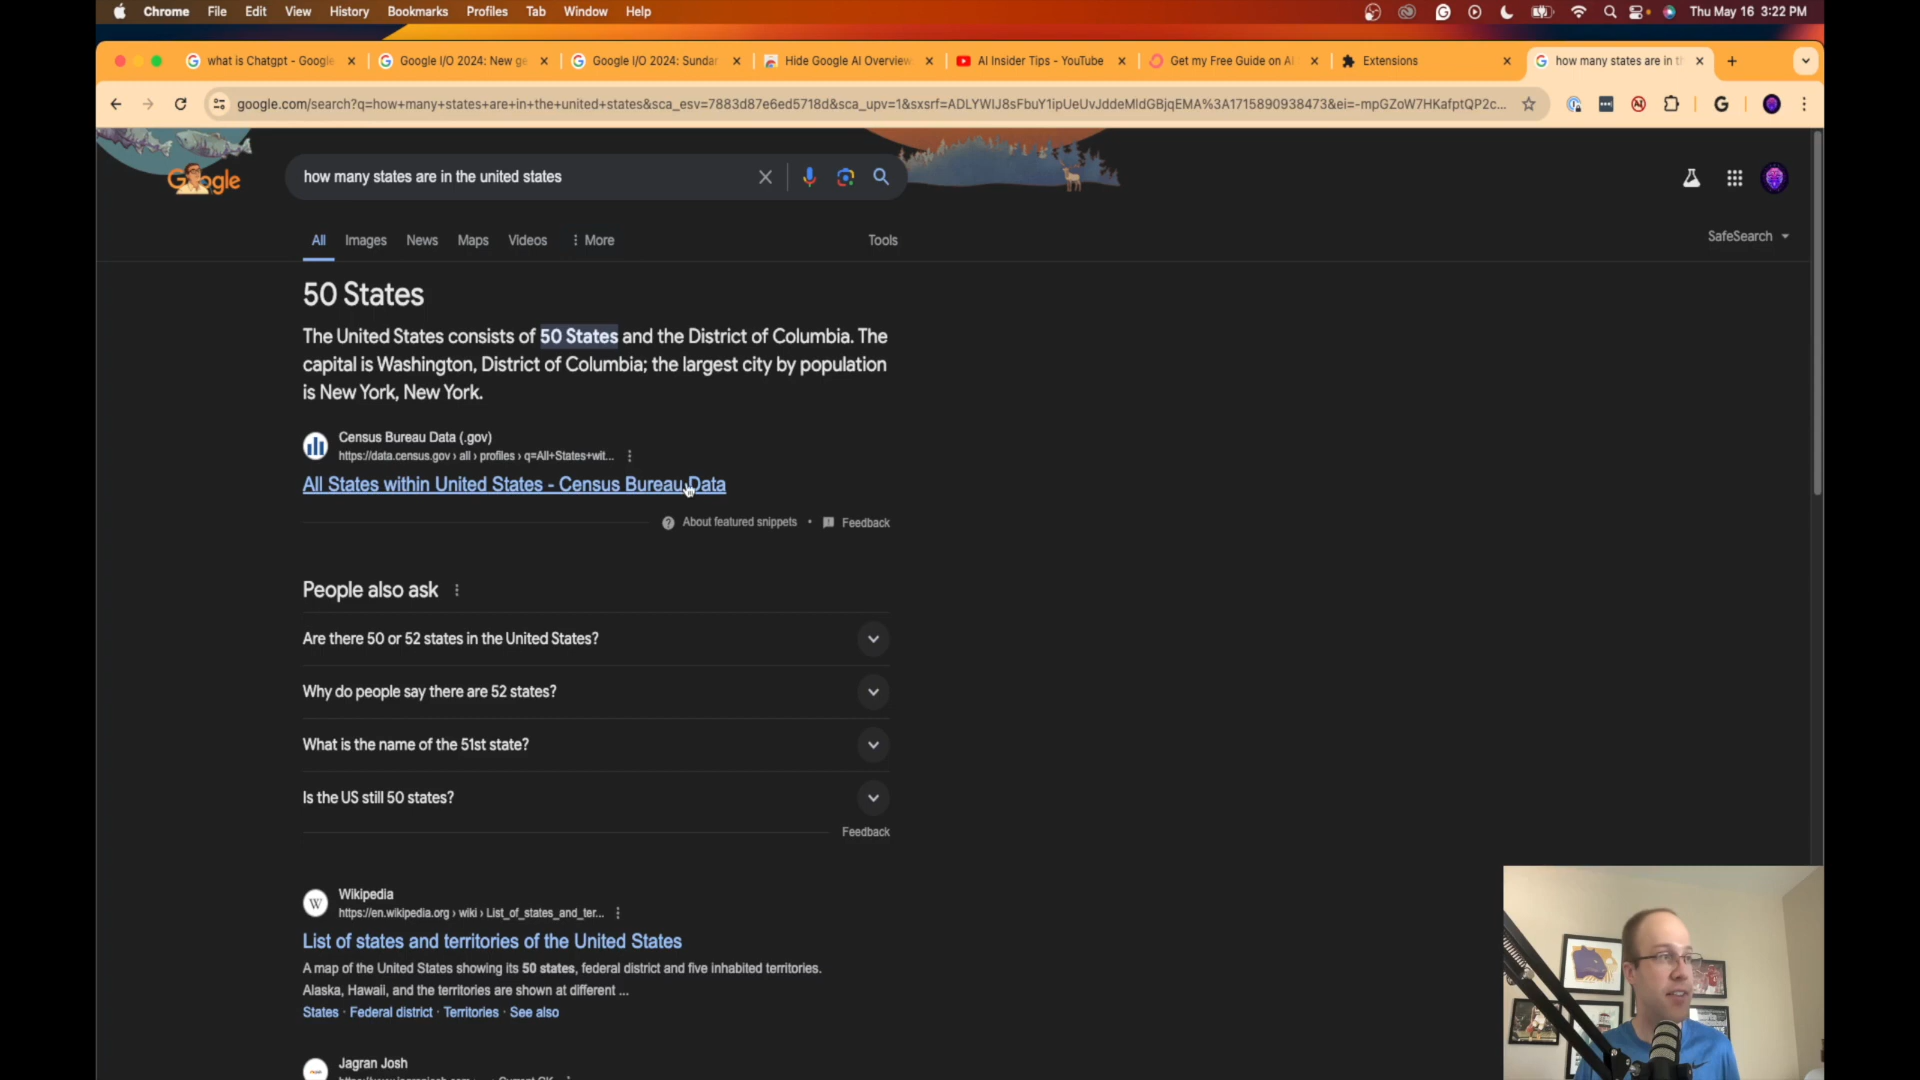 Chrome File Edit View History Bookmarks Profiles Tab Window Help Thu May 16 3:22 PM
what is Chatgpt - Google
Google I/O 2024: New ge
Google I/O 2024: Sundar
Hide Google AI Overview
AI Insider Tips - YouTube
Get my Free Guide on AI
Extensions
how many states are in th
google.com/search?q=how+many+states+are+in+the+united+states&sca_esv=7883d87e6ed5718d&sca_upv=1&sxsrf=ADLYWIJ8sFbuY1ipUeUvJddeMldGBjqEMA%3A1715890938473&ei=-mpGZoW7HKafptQP2c...
Google
how many states are in the united states
All Images News Maps Videos More Tools
SafeSearch
50 States
The United States consists of 50 States and the District of Columbia. The
capital is Washington, District of Columbia; the largest city by population
is New York, New York.
Census Bureau Data (.gov)
https://data.census.gov › all › profiles › q=All+States+wit...
All States within United States - Census Bureau Data
About featured snippets • Feedback
People also ask
Are there 50 or 52 states in the United States?
Why do people say there are 52 states?
What is the name of the 51st state?
Is the US still 50 states?
Feedback
W
Wikipedia
https://en.wikipedia.org › wiki › List_of_states_and_ter...
List of states and territories of the United States
A map of the United States showing its 50 states, federal district and five inhabited territories.
Alaska, Hawaii, and the territories are shown at different ...
States · Federal district · Territories · See also
Jagran Josh